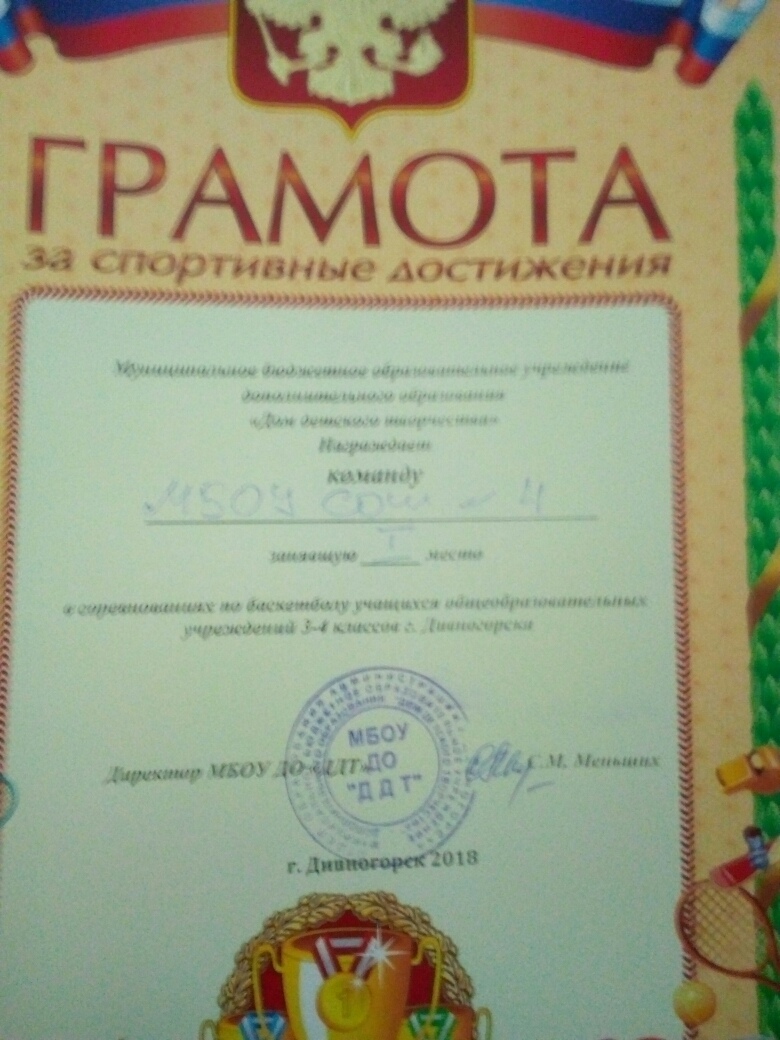 ГРАМОТА
за спортивные достижения
Муниципальное бюджетное образовательное учреждение
дополнительного образования
«Дом детского творчества»
Награждает
команду
МБОУ СОШ № 4
занявшую I место
в соревнованиях по баскетболу учащихся общеобразовательных
учреждений 3-4 классов г. Дивногорска
МБОУ
ДО
"ДДТ"
Директор МБОУ ДО «ДДТ» С.М. Меньших
г. Дивногорск 2018
1